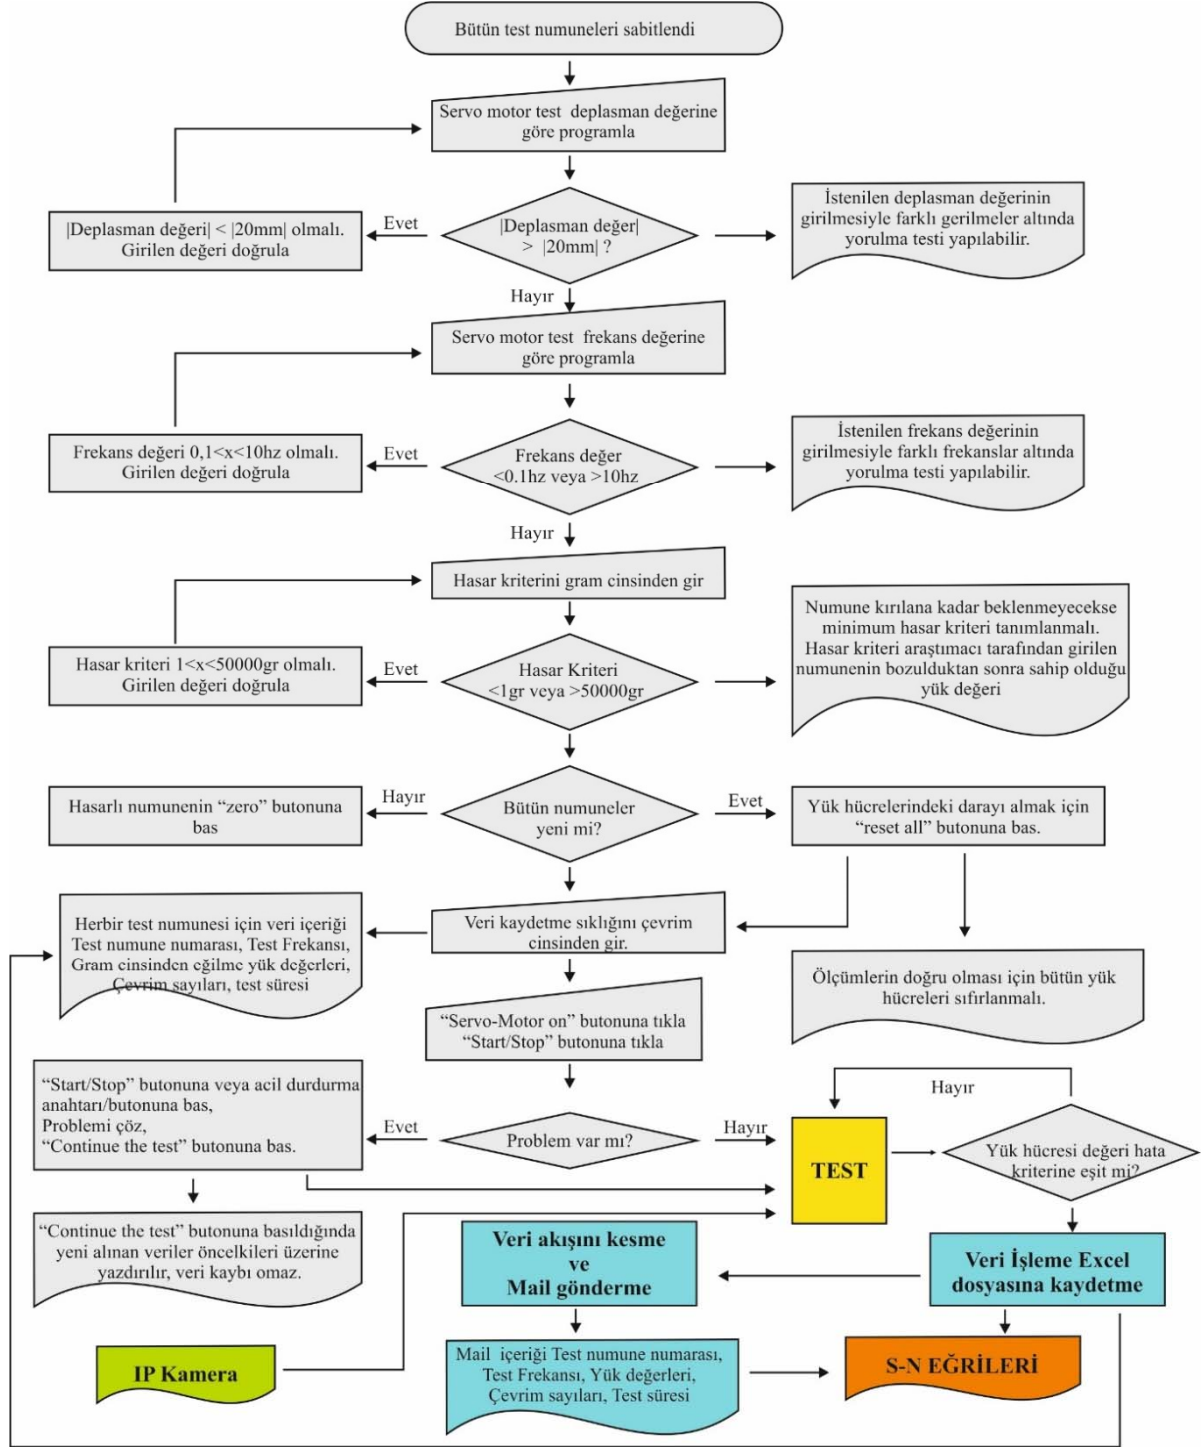 Bütün test numuneleri sabitlendi
Servo motor test deplasman değerine
göre programla
|Deplasman değeri| < |20mm| olmalı.
Girilen değeri doğrula
Evet
|Deplasman değer|
> |20mm| ?
İstenilen deplasman değerinin
girilmesiyle farklı gerilmeler altında
yorulma testi yapılabilir.
Hayır
Servo motor test frekans değerine
göre programla
Frekans değeri 0,1<x<10hz olmalı.
Girilen değeri doğrula
Evet
Frekans değer
<0.1hz veya >10hz
İstenilen frekans değerinin
girilmesiyle farklı frekanslar altında
yorulma testi yapılabilir.
Hayır
Hasar kriterini gram cinsinden gir
Hasar kriteri 1<x<50000gr olmalı.
Girilen değeri doğrula
Evet
Hasar Kriteri
<1gr veya >50000gr
Numune kırılana kadar beklenmeyecekse
minimum hasar kriteri tanımlanmalı.
Hasar kriteri araştımacı tarafından girilen
numunenin bozulduktan sonra sahip olduğu
yük değeri
Hasarlı numunenin “zero” butonuna
bas
Hayır
Bütün numuneler
yeni mi?
Evet
Yük hücrelerindeki darayı almak için
“reset all” butonuna bas.
Herbir test numunesi için veri içeriği
Test numune numarası, Test Frekansı,
Gram cinsinden eğilme yük değerleri,
Çevrim sayıları, test süresi
Veri kaydetme sıklığını çevrim
cinsinden gir.
Ölçümlerin doğru olması için bütün yük
hücreleri sıfırlanmalı.
“Servo-Motor on” butonuna tıkla
“Start/Stop” butonuna tıkla
“Start/Stop” butonuna veya acil durdurma
anahtarı/butonuna bas,
Problemi çöz,
“Continue the test” butonuna bas.
Evet
Problem var mı?
Hayır
TEST
Hayır
Yük hücresi değeri hata
kriterine eşit mi?
“Continue the test” butonuna basıldığında
yeni alınan veriler öncelkileri üzerine
yazdırılır, veri kaybı omaz.
Veri akışını kesme
ve
Mail gönderme
Veri İşleme Excel
dosyasına kaydetme
IP Kamera
Mail içeriği Test numune numarası,
Test Frekansı, Yük değerleri,
Çevrim sayıları, Test süresi
S-N EĞRİLERİ